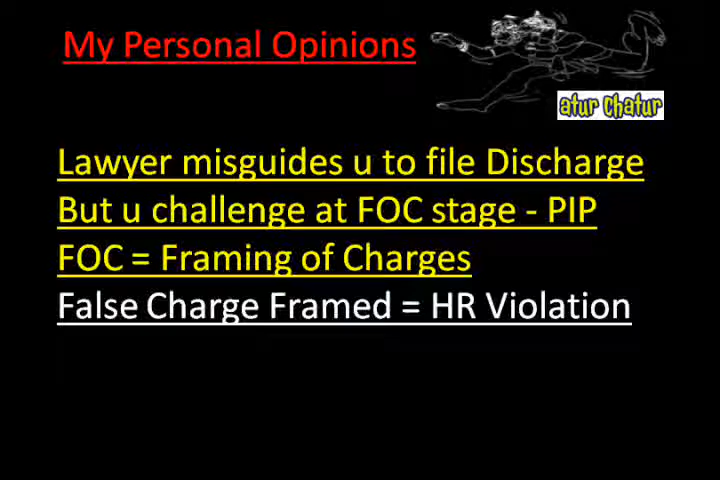 My Personal Opinions
atur chatur
Lawyer misguides u to file Discharge
But u challenge at FOC stage - PIP
FOC = Framing of Charges
False Charge Framed = HR Violation